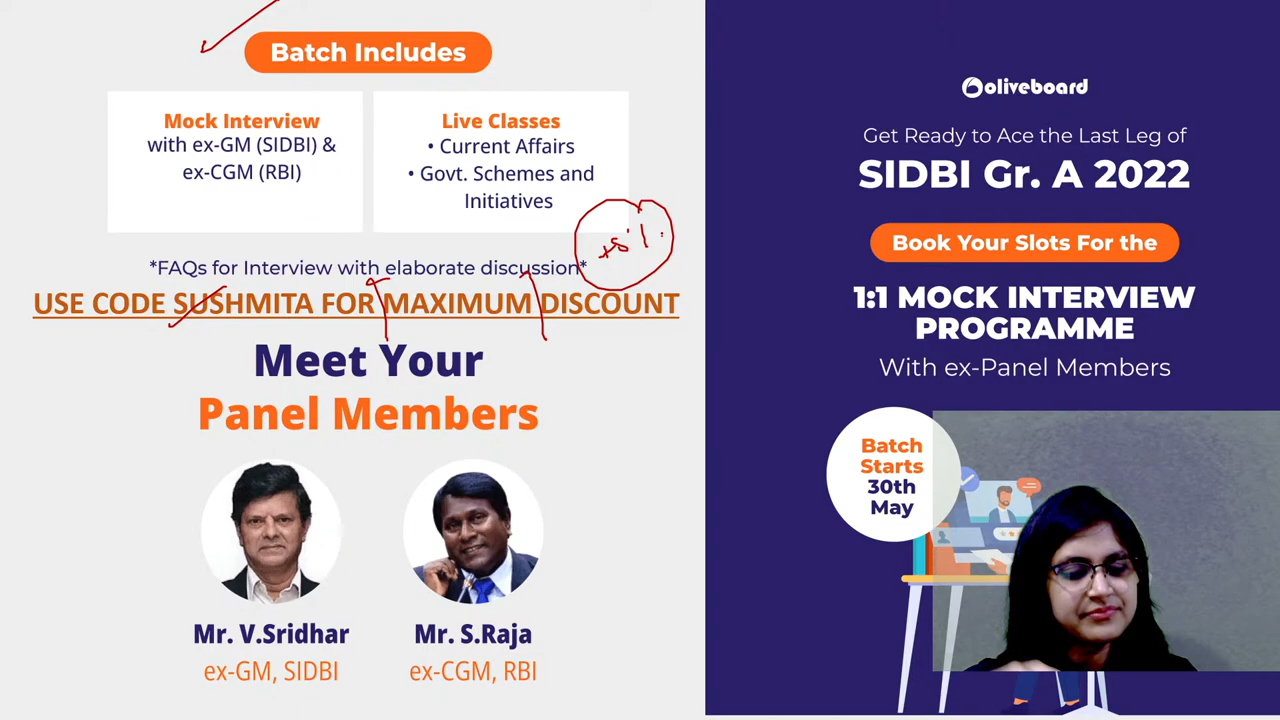 Batch Includes
Mock Interview
with ex-GM (SIDBI) &
ex-CGM (RBI)
Live Classes
• Current Affairs
• Govt. Schemes and
Initiatives
*FAQs for Interview with elaborate discussion*
USE CODE SUSHMITA FOR MAXIMUM DISCOUNT
Meet Your
Panel Members
Mr. V.Sridhar
ex-GM, SIDBI
Mr. S.Raja
ex-CGM, RBI
oliveboard
Get Ready to Ace the Last Leg of
SIDBI Gr. A 2022
Book Your Slots For the
1:1 MOCK INTERVIEW
PROGRAMME
With ex-Panel Members
Batch
Starts
30th
May